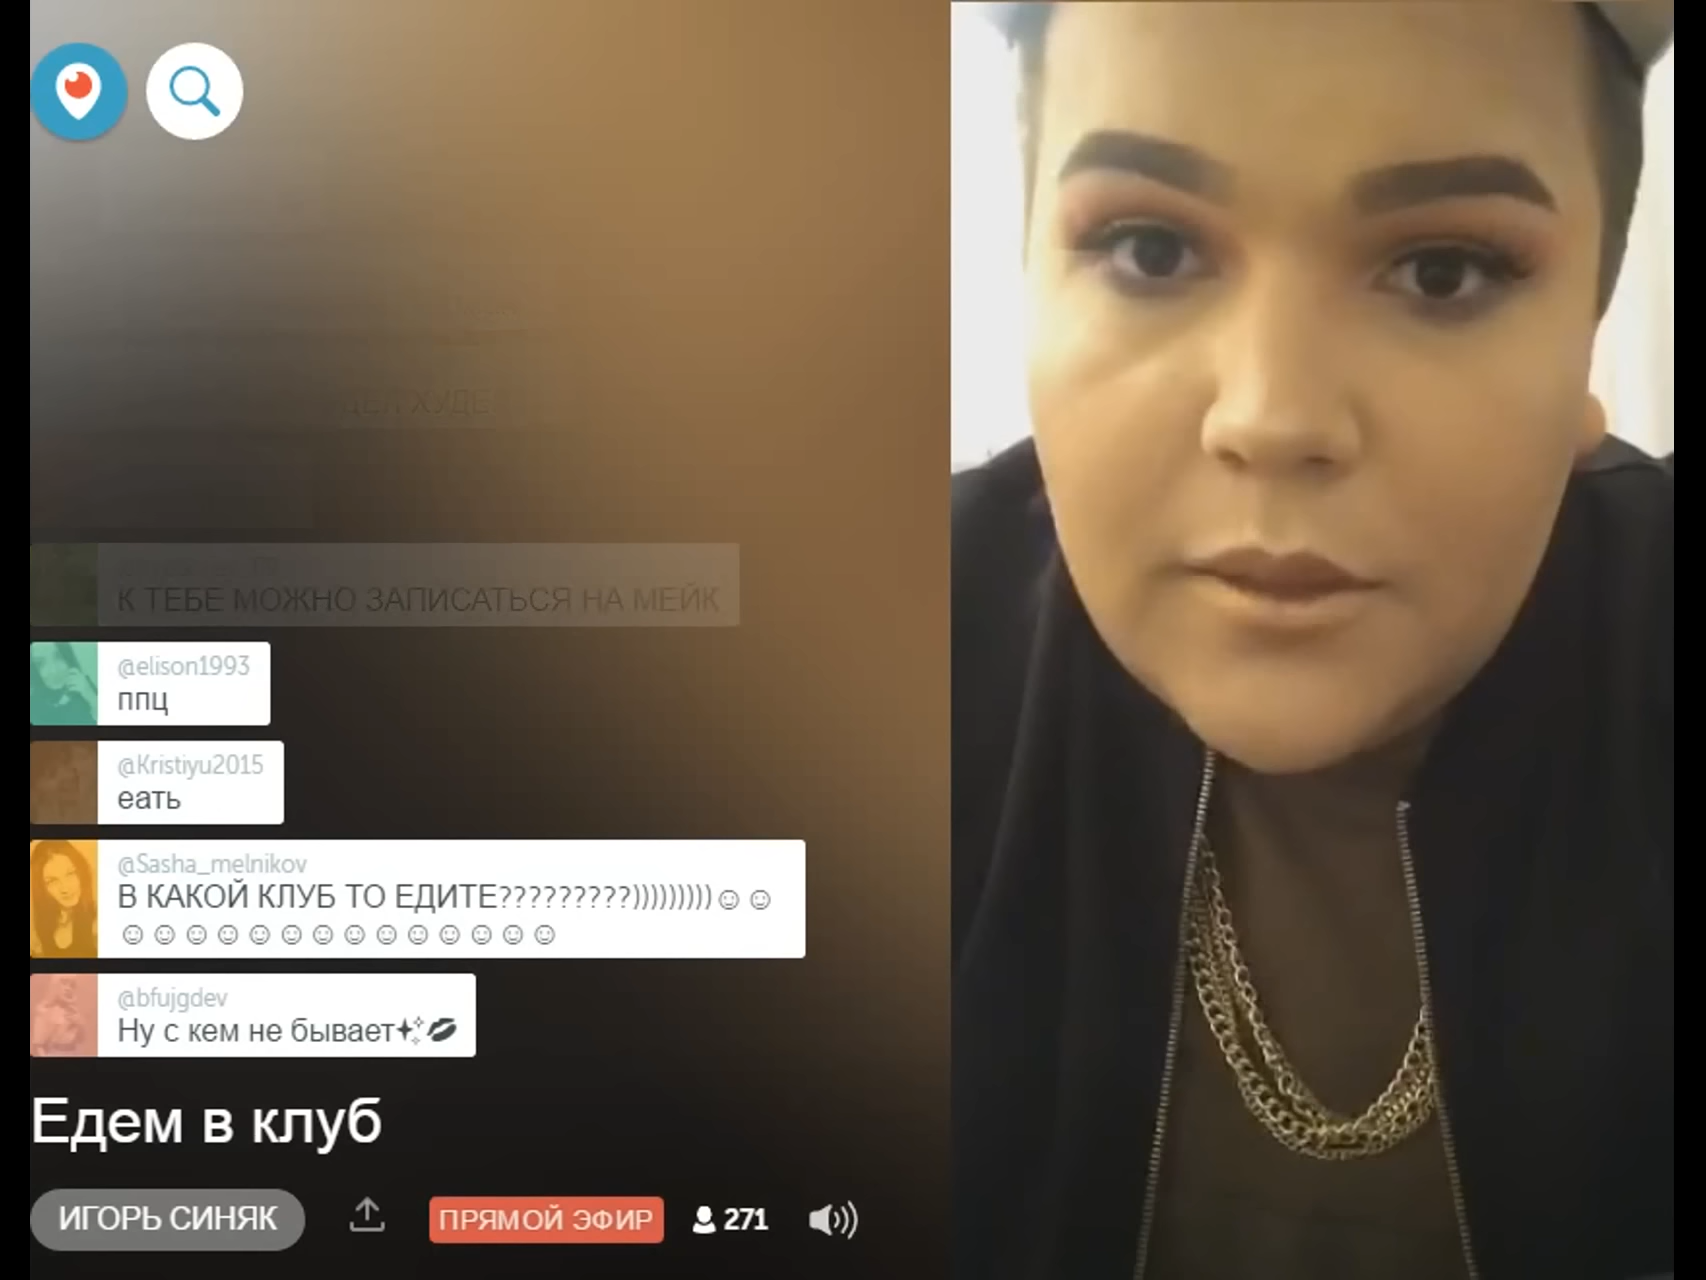 К ТЕБЕ МОЖНО ЗАПИСАТЬСЯ НА МЕЙК
@elison1993
ппц
@Kristiyu2015
еать
@Sasha_melnikov
В КАКОЙ КЛУБ ТО ЕДИТЕ?????????)))))))))☺☺
☺☺☺☺☺☺☺☺☺☺☺☺☺☺
@bfujgdev
Ну с кем не бывает✨💋
Едем в клуб
ИГОРЬ СИНЯК
ПРЯМОЙ ЭФИР
271